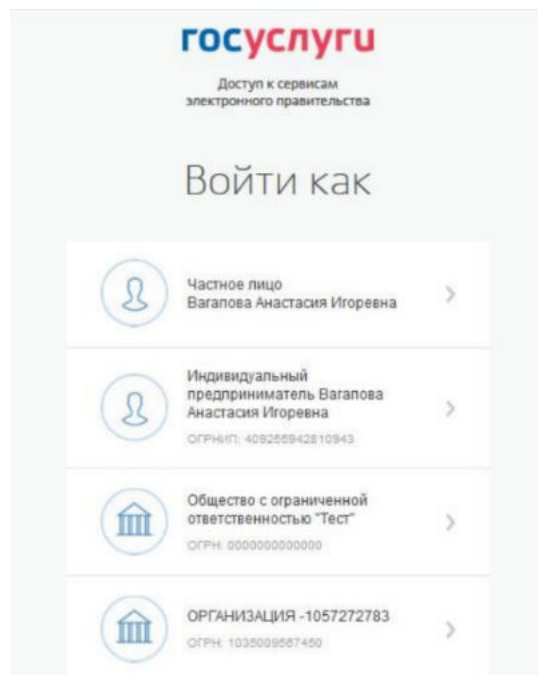 госуслуги
Доступ к сервисам
электронного правительства
Войти как
Частное лицо
Вагапова Анастасия Игоревна
Индивидуальный
предприниматель Вагапова
Анастасия Игоревна
ОГРНИП: 409255942810943
Общество с ограниченной
ответственностью "Тест"
ОГРН: 0000000000000
ОРГАНИЗАЦИЯ -1057272783
ОГРН: 1035009567450